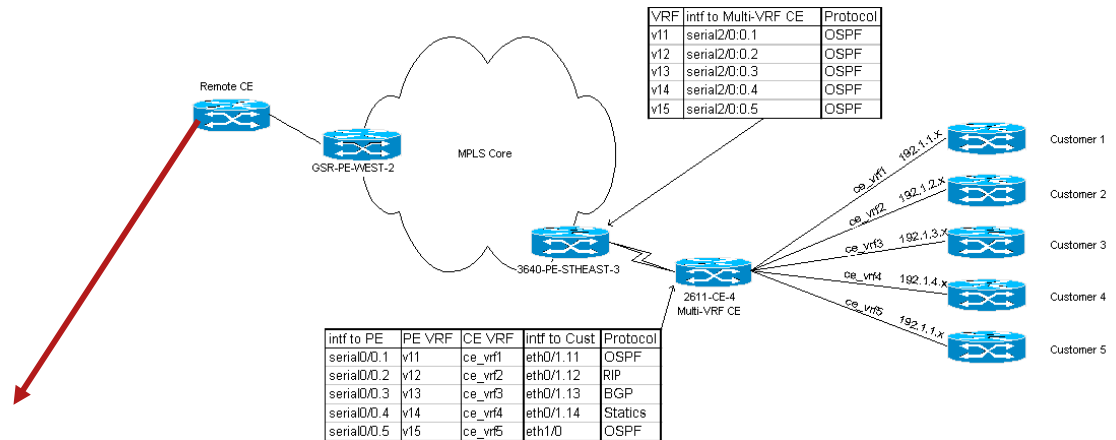 VRF intf to Multi-VRF CE Protocol
v11 serial2/0:0.1 OSPF
v12 serial2/0:0.2 OSPF
v13 serial2/0:0.3 OSPF
v14 serial2/0:0.4 OSPF
v15 serial2/0:0.5 OSPF
Remote CE
GSR-PE-WEST-2
MPLS Core
3640-PE-STHEAST-3
2611-CE-4
Multi-VRF CE
ce_vrf1 192.1.1.x Customer 1
ce_vrf2 192.1.2.x Customer 2
ce_vrf3 192.1.3.x Customer 3
ce_vrf4 192.1.4.x Customer 4
ce_vrf5 192.1.1.x Customer 5
intf to PE PE VRF CE VRF intf to Cust Protocol
serial0/0.1 v11 ce_vrf1 eth0/1.11 OSPF
serial0/0.2 v12 ce_vrf2 eth0/1.12 RIP
serial0/0.3 v13 ce_vrf3 eth0/1.13 BGP
serial0/0.4 v14 ce_vrf4 eth0/1.14 Statics
serial0/0.5 v15 ce_vrf5 eth1/0 OSPF